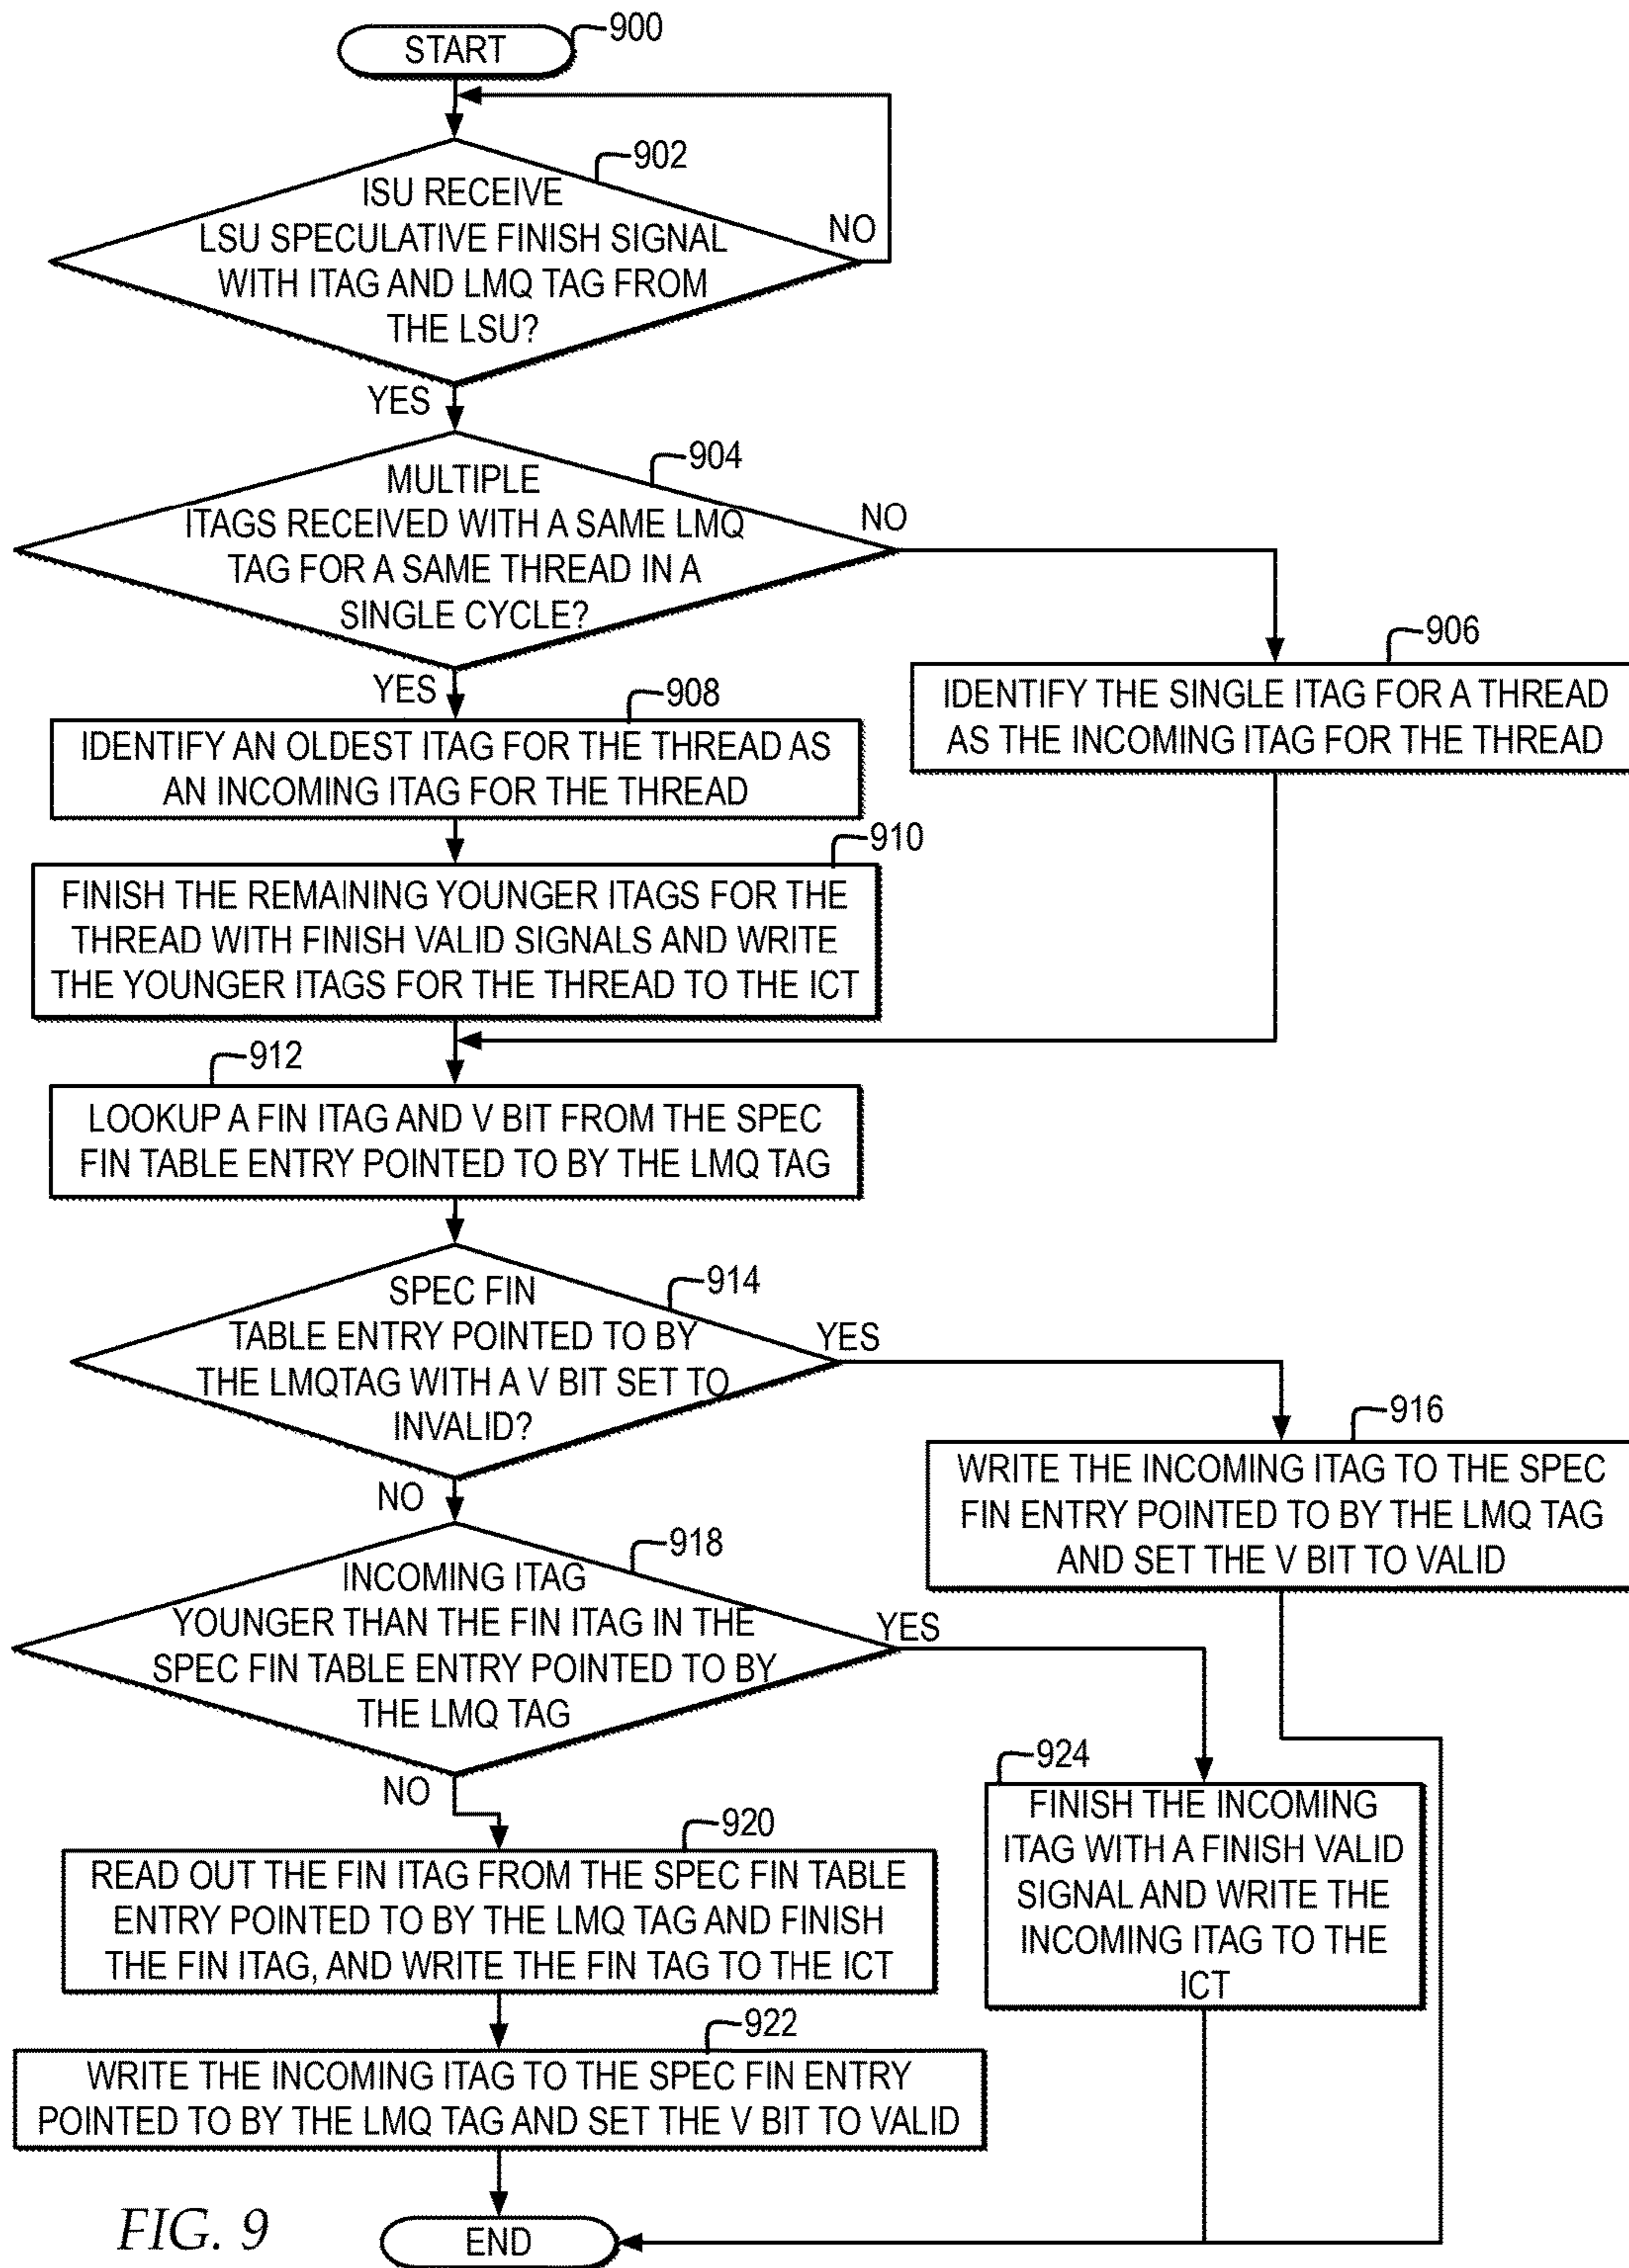 START
900
902
ISU RECEIVE
LSU SPECULATIVE FINISH SIGNAL
WITH ITAG AND LMQ TAG FROM
THE LSU?
NO
YES
904
MULTIPLE
ITAGS RECEIVED WITH A SAME LMQ
TAG FOR A SAME THREAD IN A
SINGLE CYCLE?
NO
YES
906
IDENTIFY THE SINGLE ITAG FOR A THREAD
AS THE INCOMING ITAG FOR THE THREAD
908
IDENTIFY AN OLDEST ITAG FOR THE THREAD AS
AN INCOMING ITAG FOR THE THREAD
910
FINISH THE REMAINING YOUNGER ITAGS FOR THE
THREAD WITH FINISH VALID SIGNALS AND WRITE
THE YOUNGER ITAGS FOR THE THREAD TO THE ICT
912
LOOKUP A FIN ITAG AND V BIT FROM THE SPEC
FIN TABLE ENTRY POINTED TO BY THE LMQ TAG
914
SPEC FIN
TABLE ENTRY POINTED TO BY
THE LMQTAG WITH A V BIT SET TO
INVALID?
YES
NO
916
WRITE THE INCOMING ITAG TO THE SPEC
FIN ENTRY POINTED TO BY THE LMQ TAG
AND SET THE V BIT TO VALID
918
INCOMING ITAG
YOUNGER THAN THE FIN ITAG IN THE
SPEC FIN TABLE ENTRY POINTED TO BY
THE LMQ TAG
YES
NO
924
FINISH THE INCOMING
ITAG WITH A FINISH VALID
SIGNAL AND WRITE THE
INCOMING ITAG TO THE
ICT
920
READ OUT THE FIN ITAG FROM THE SPEC FIN TABLE
ENTRY POINTED TO BY THE LMQ TAG AND FINISH
THE FIN ITAG, AND WRITE THE FIN TAG TO THE ICT
922
WRITE THE INCOMING ITAG TO THE SPEC FIN ENTRY
POINTED TO BY THE LMQ TAG AND SET THE V BIT TO VALID
END
FIG. 9